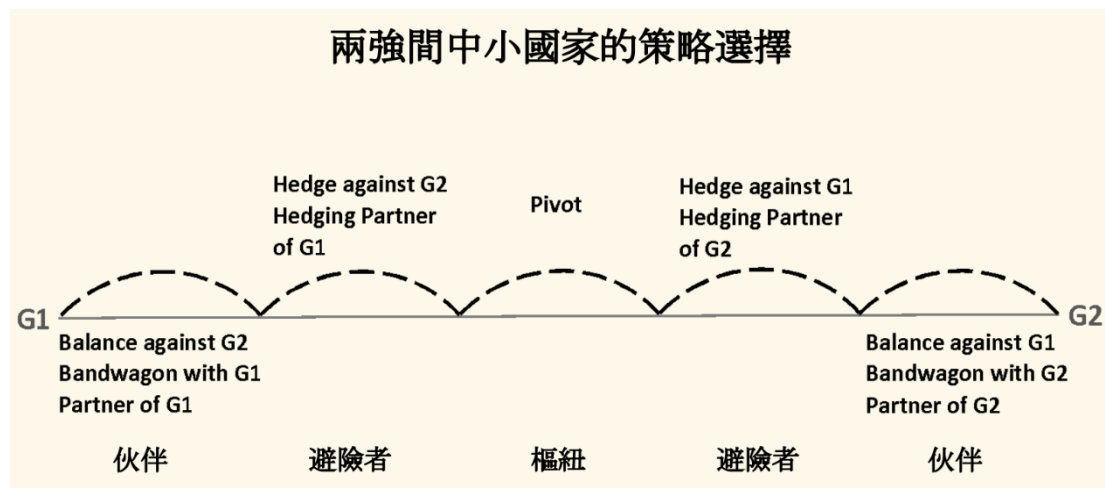 兩強間中小國家的策略選擇
Hedge against G2
Hedging Partner
of G1
Pivot
Hedge against G1
Hedging Partner
of G2
G1
G2
Balance against G2
Bandwagon with G1
Partner of G1
Balance against G1
Bandwagon with G2
Partner of G2
伙伴
避險者
樞紐
避險者
伙伴